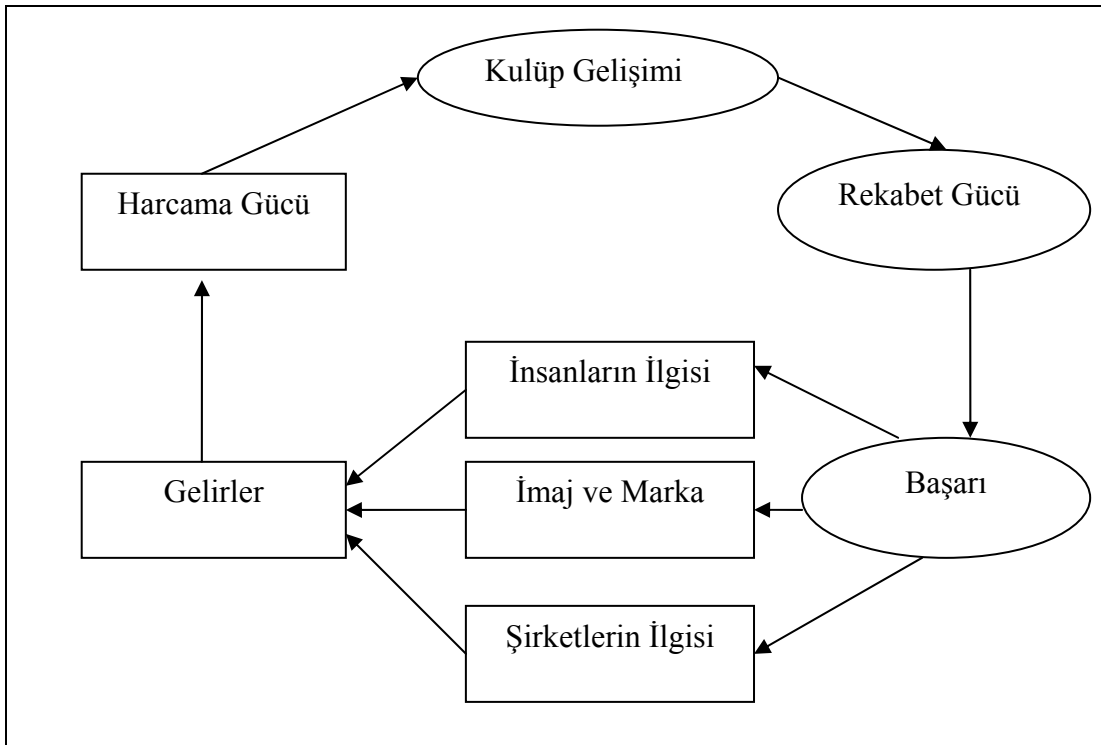 Kulüp Gelişimi
Harcama Gücü
Rekabet Gücü
İnsanların İlgisi
Gelirler
İmaj ve Marka
Başarı
Şirketlerin İlgisi